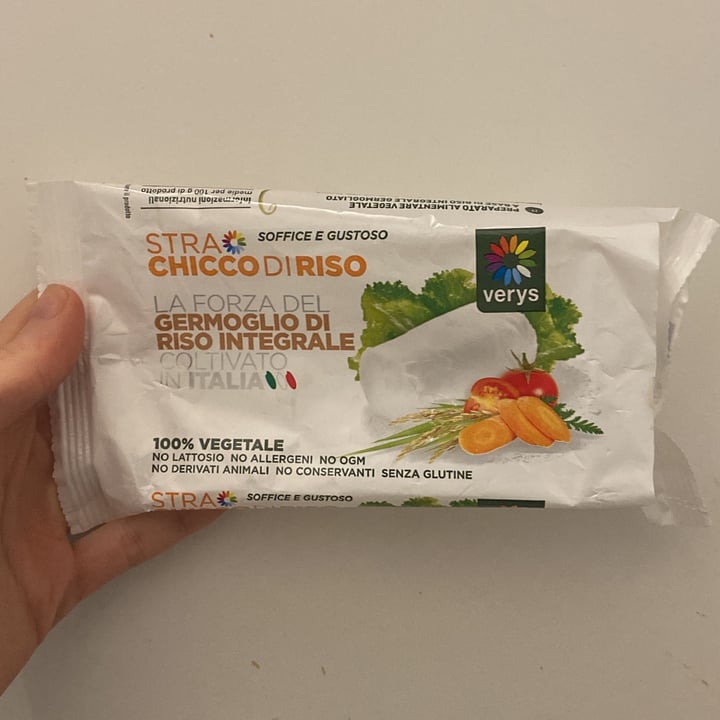 Informazioni nutrizionali
medie per 100 g di prodotto
PREPARATO ALIMENTARE VEGETALE
A BASE DI RISO INTEGRALE GERMOGLIATO
STRA SOFFICE E GUSTOSO
CHICCO DI RISO
verys
LA FORZA DEL
GERMOGLIO DI
RISO INTEGRALE
COLTIVATO
IN ITALIA
100% VEGETALE
NO LATTOSIO NO ALLERGENI NO OGM
NO DERIVATI ANIMALI NO CONSERVANTI SENZA GLUTINE
STRA SOFFICE E GUSTOSO